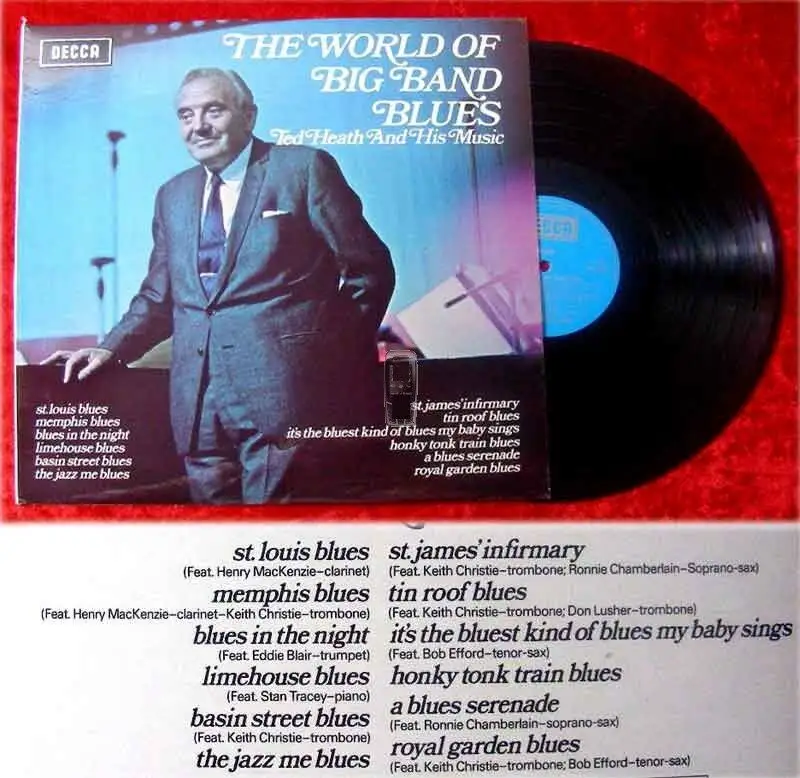 DECCA
THE WORLD OF
BIG BAND
BLUES
Ted Heath And His Music
st. louis blues
memphis blues
blues in the night
limehouse blues
basin street blues
the jazz me blues
st. james' infirmary
tin roof blues
it's the bluest kind of blues my baby sings
honky tonk train blues
a blues serenade
royal garden blues
DECCA
st. louis blues
(Feat. Henry MacKenzie–clarinet)
memphis blues
(Feat. Henry MacKenzie–clarinet–Keith Christie–trombone)
blues in the night
(Feat. Eddie Blair–trumpet)
limehouse blues
(Feat. Stan Tracey–piano)
basin street blues
(Feat. Keith Christie–trombone)
the jazz me blues
st. james' infirmary
(Feat. Keith Christie–trombone; Ronnie Chamberlain–Soprano-sax)
tin roof blues
(Feat. Keith Christie–trombone; Don Lusher–trombone)
it's the bluest kind of blues my baby sings
(Feat. Bob Efford–tenor-sax)
honky tonk train blues
a blues serenade
(Feat. Ronnie Chamberlain–soprano-sax)
royal garden blues
(Feat. Keith Christie–trombone; Bob Efford–tenor-sax)